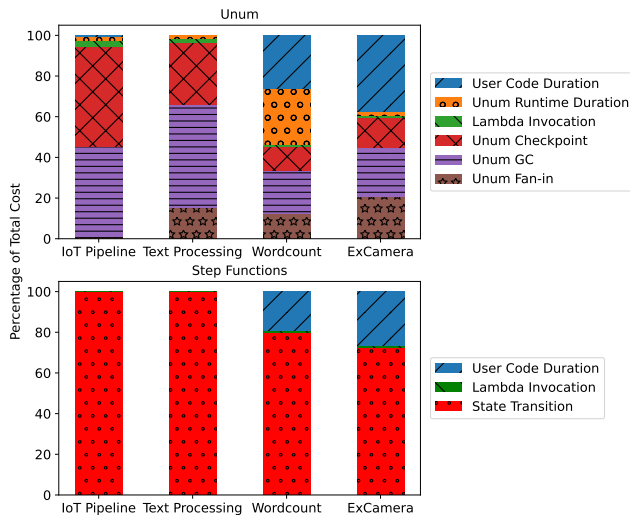 Unum
100
80
60
40
20
0
IoT Pipeline Text Processing Wordcount ExCamera
User Code Duration
Unum Runtime Duration
Lambda Invocation
Unum Checkpoint
Unum GC
Unum Fan-in
Percentage of Total Cost
Step Functions
100
80
60
40
20
0
IoT Pipeline Text Processing Wordcount ExCamera
User Code Duration
Lambda Invocation
State Transition